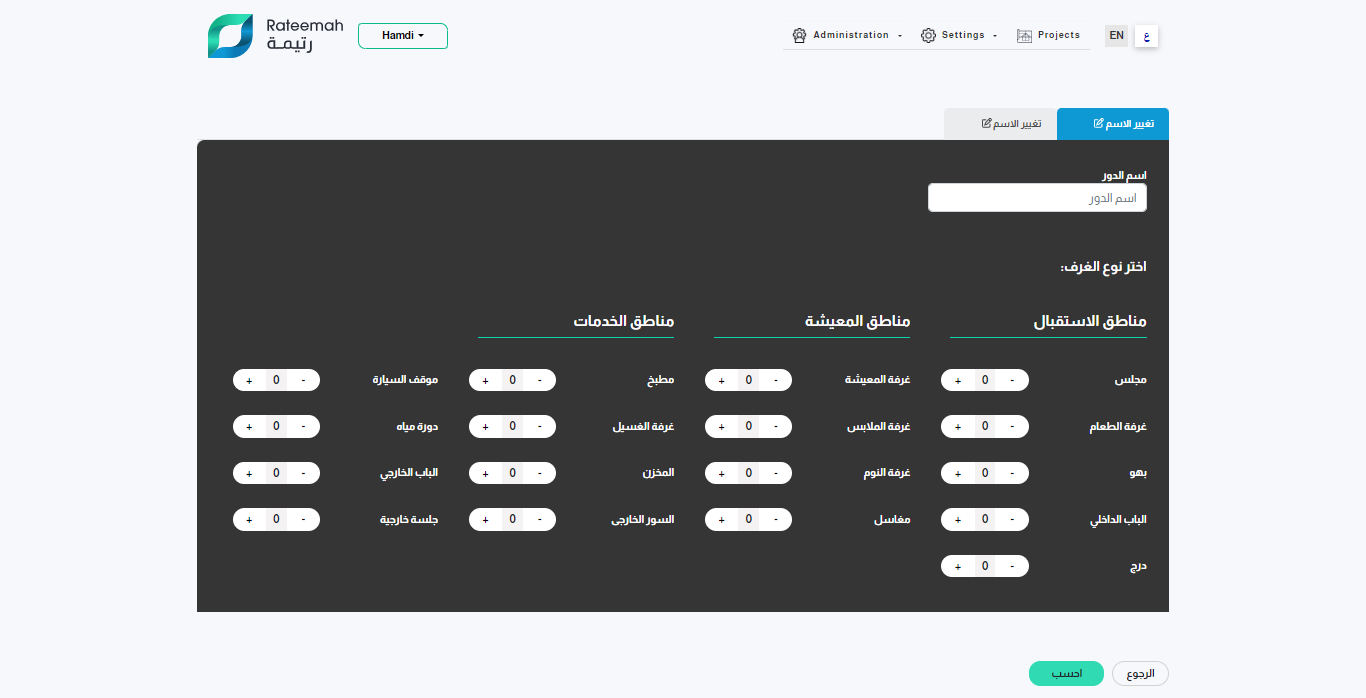 Rateemah
رتيمة
Hamdi
Administration
Settings
Projects
EN
ع
تغيير الاسم
تغيير الاسم
اسم الدور
اسم الدور
اختر نوع الغرف:
مناطق الاستقبال
مناطق المعيشة
مناطق الخدمات
مجلس
- 0 +
غرفة المعيشة
- 0 +
مطبخ
- 0 +
موقف السيارة
- 0 +
غرفة الطعام
- 0 +
غرفة الملابس
- 0 +
غرفة الغسيل
- 0 +
دورة مياه
- 0 +
بهو
- 0 +
غرفة النوم
- 0 +
المخزن
- 0 +
الباب الخارجي
- 0 +
الباب الداخلي
- 0 +
مغاسل
- 0 +
السور الخارجى
- 0 +
جلسة خارجية
- 0 +
درج
- 0 +
الرجوع
احسب